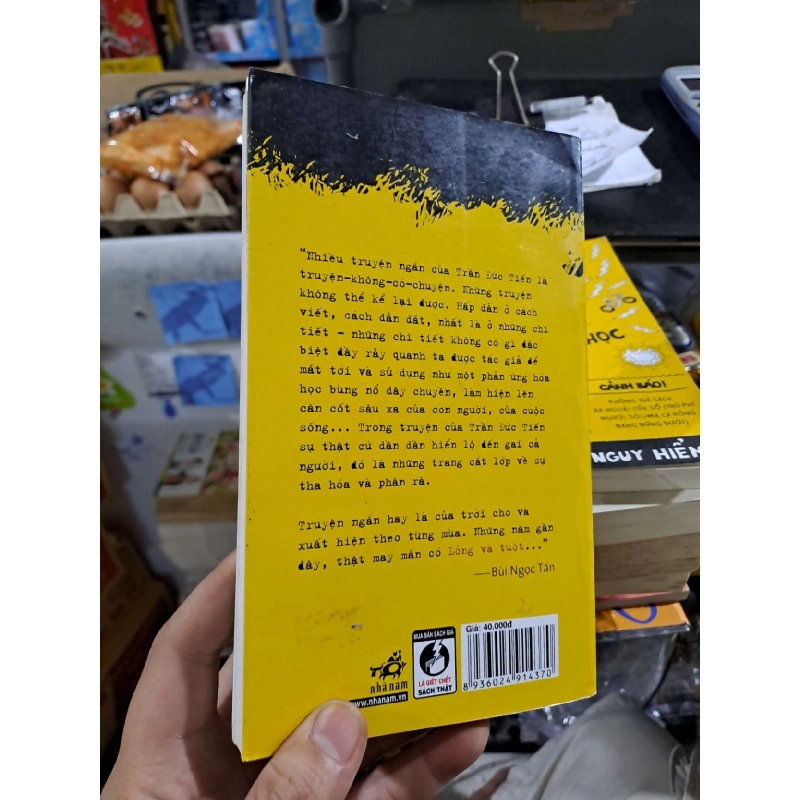 “Nhiều truyện ngắn của Trần Đức Tiến là
truyện-không-có-chuyện. Những truyện
không thể kể lại được. Hấp dẫn ở cách
viết, cách dẫn dắt, nhất là ở những chi
tiết - những chi tiết không có gì đặc
biệt đầy rẫy quanh ta được tác giả để
mắt tới và sử dụng như một phản ứng hóa
học bùng nổ dây chuyền, làm hiện lên
căn cốt sâu xa của con người, của cuộc
sống... Trong truyện của Trần Đức Tiến
sự thật cứ dần dần hiển lộ đến gai cả
người, đó là những trang cắt lớp về sự
tha hóa và phân rã.
Truyện ngắn hay là của trời cho và
xuất hiện theo từng mùa. Những năm gần
đây, thật may mắn có Lông và tuột...”
—Bùi Ngọc Tấn
nhã nam
www.nhanam.vn
MUA BÁN SÁCH GIẢ
LÀ GIẾT CHẾT
SÁCH THẬT
Giá: 40.000đ
8 936024 914370
HỌC
CẢNH BÁO!
NGUY HIỂM